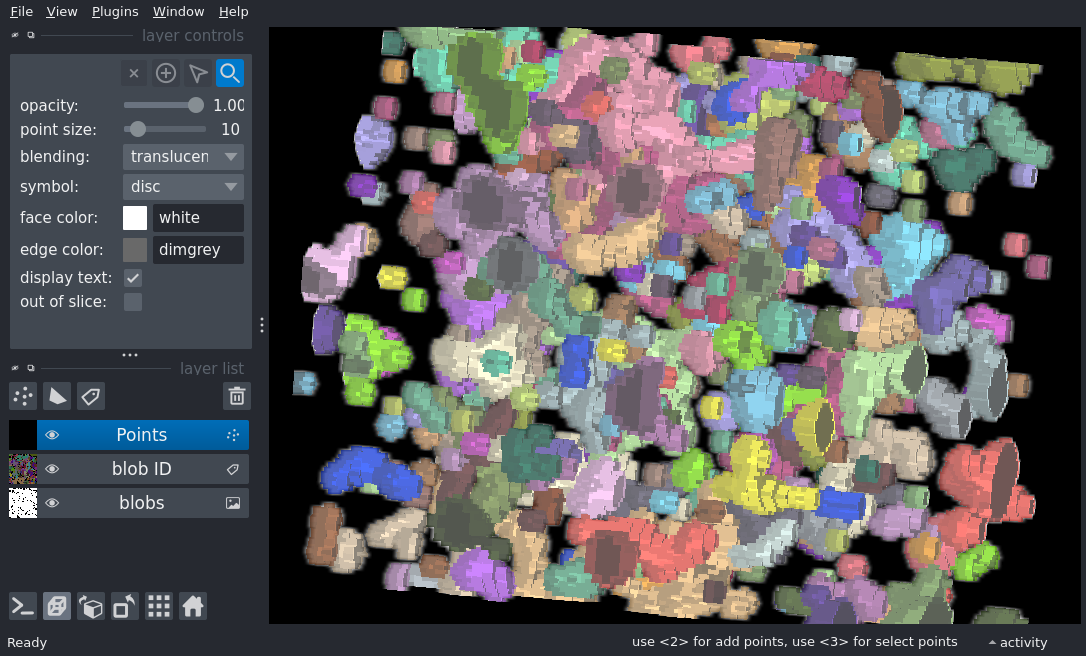 File View Plugins Window Help
layer controls
opacity: 1.00
point size: 10
blending: translucen
symbol: disc
face color: white
edge color: dimgrey
display text:
out of slice:
layer list
Points
blob ID
blobs
Ready use <2> for add points, use <3> for select points activity